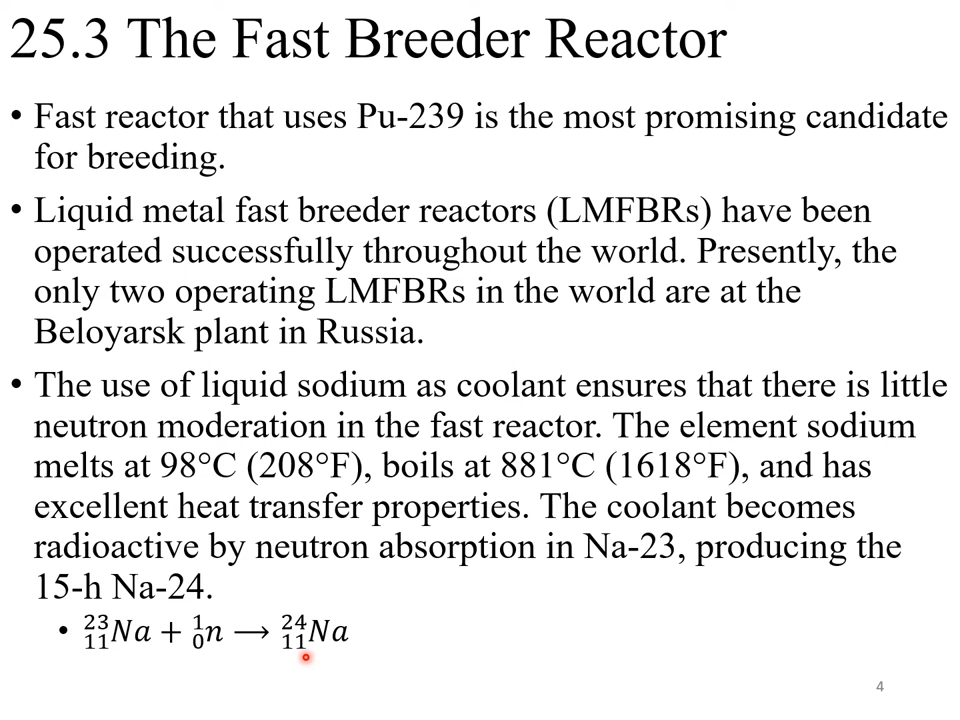 25.3 The Fast Breeder Reactor
• Fast reactor that uses Pu-239 is the most promising candidate
for breeding.
• Liquid metal fast breeder reactors (LMFBRs) have been
operated successfully throughout the world. Presently, the
only two operating LMFBRs in the world are at the
Beloyarsk plant in Russia.
• The use of liquid sodium as coolant ensures that there is little
neutron moderation in the fast reactor. The element sodium
melts at 98°C (208°F), boils at 881°C (1618°F), and has
excellent heat transfer properties. The coolant becomes
radioactive by neutron absorption in Na-23, producing the
15-h Na-24.
• ²³₁₁Na + ¹₀n ⟶ ²⁴₁₁Na
4